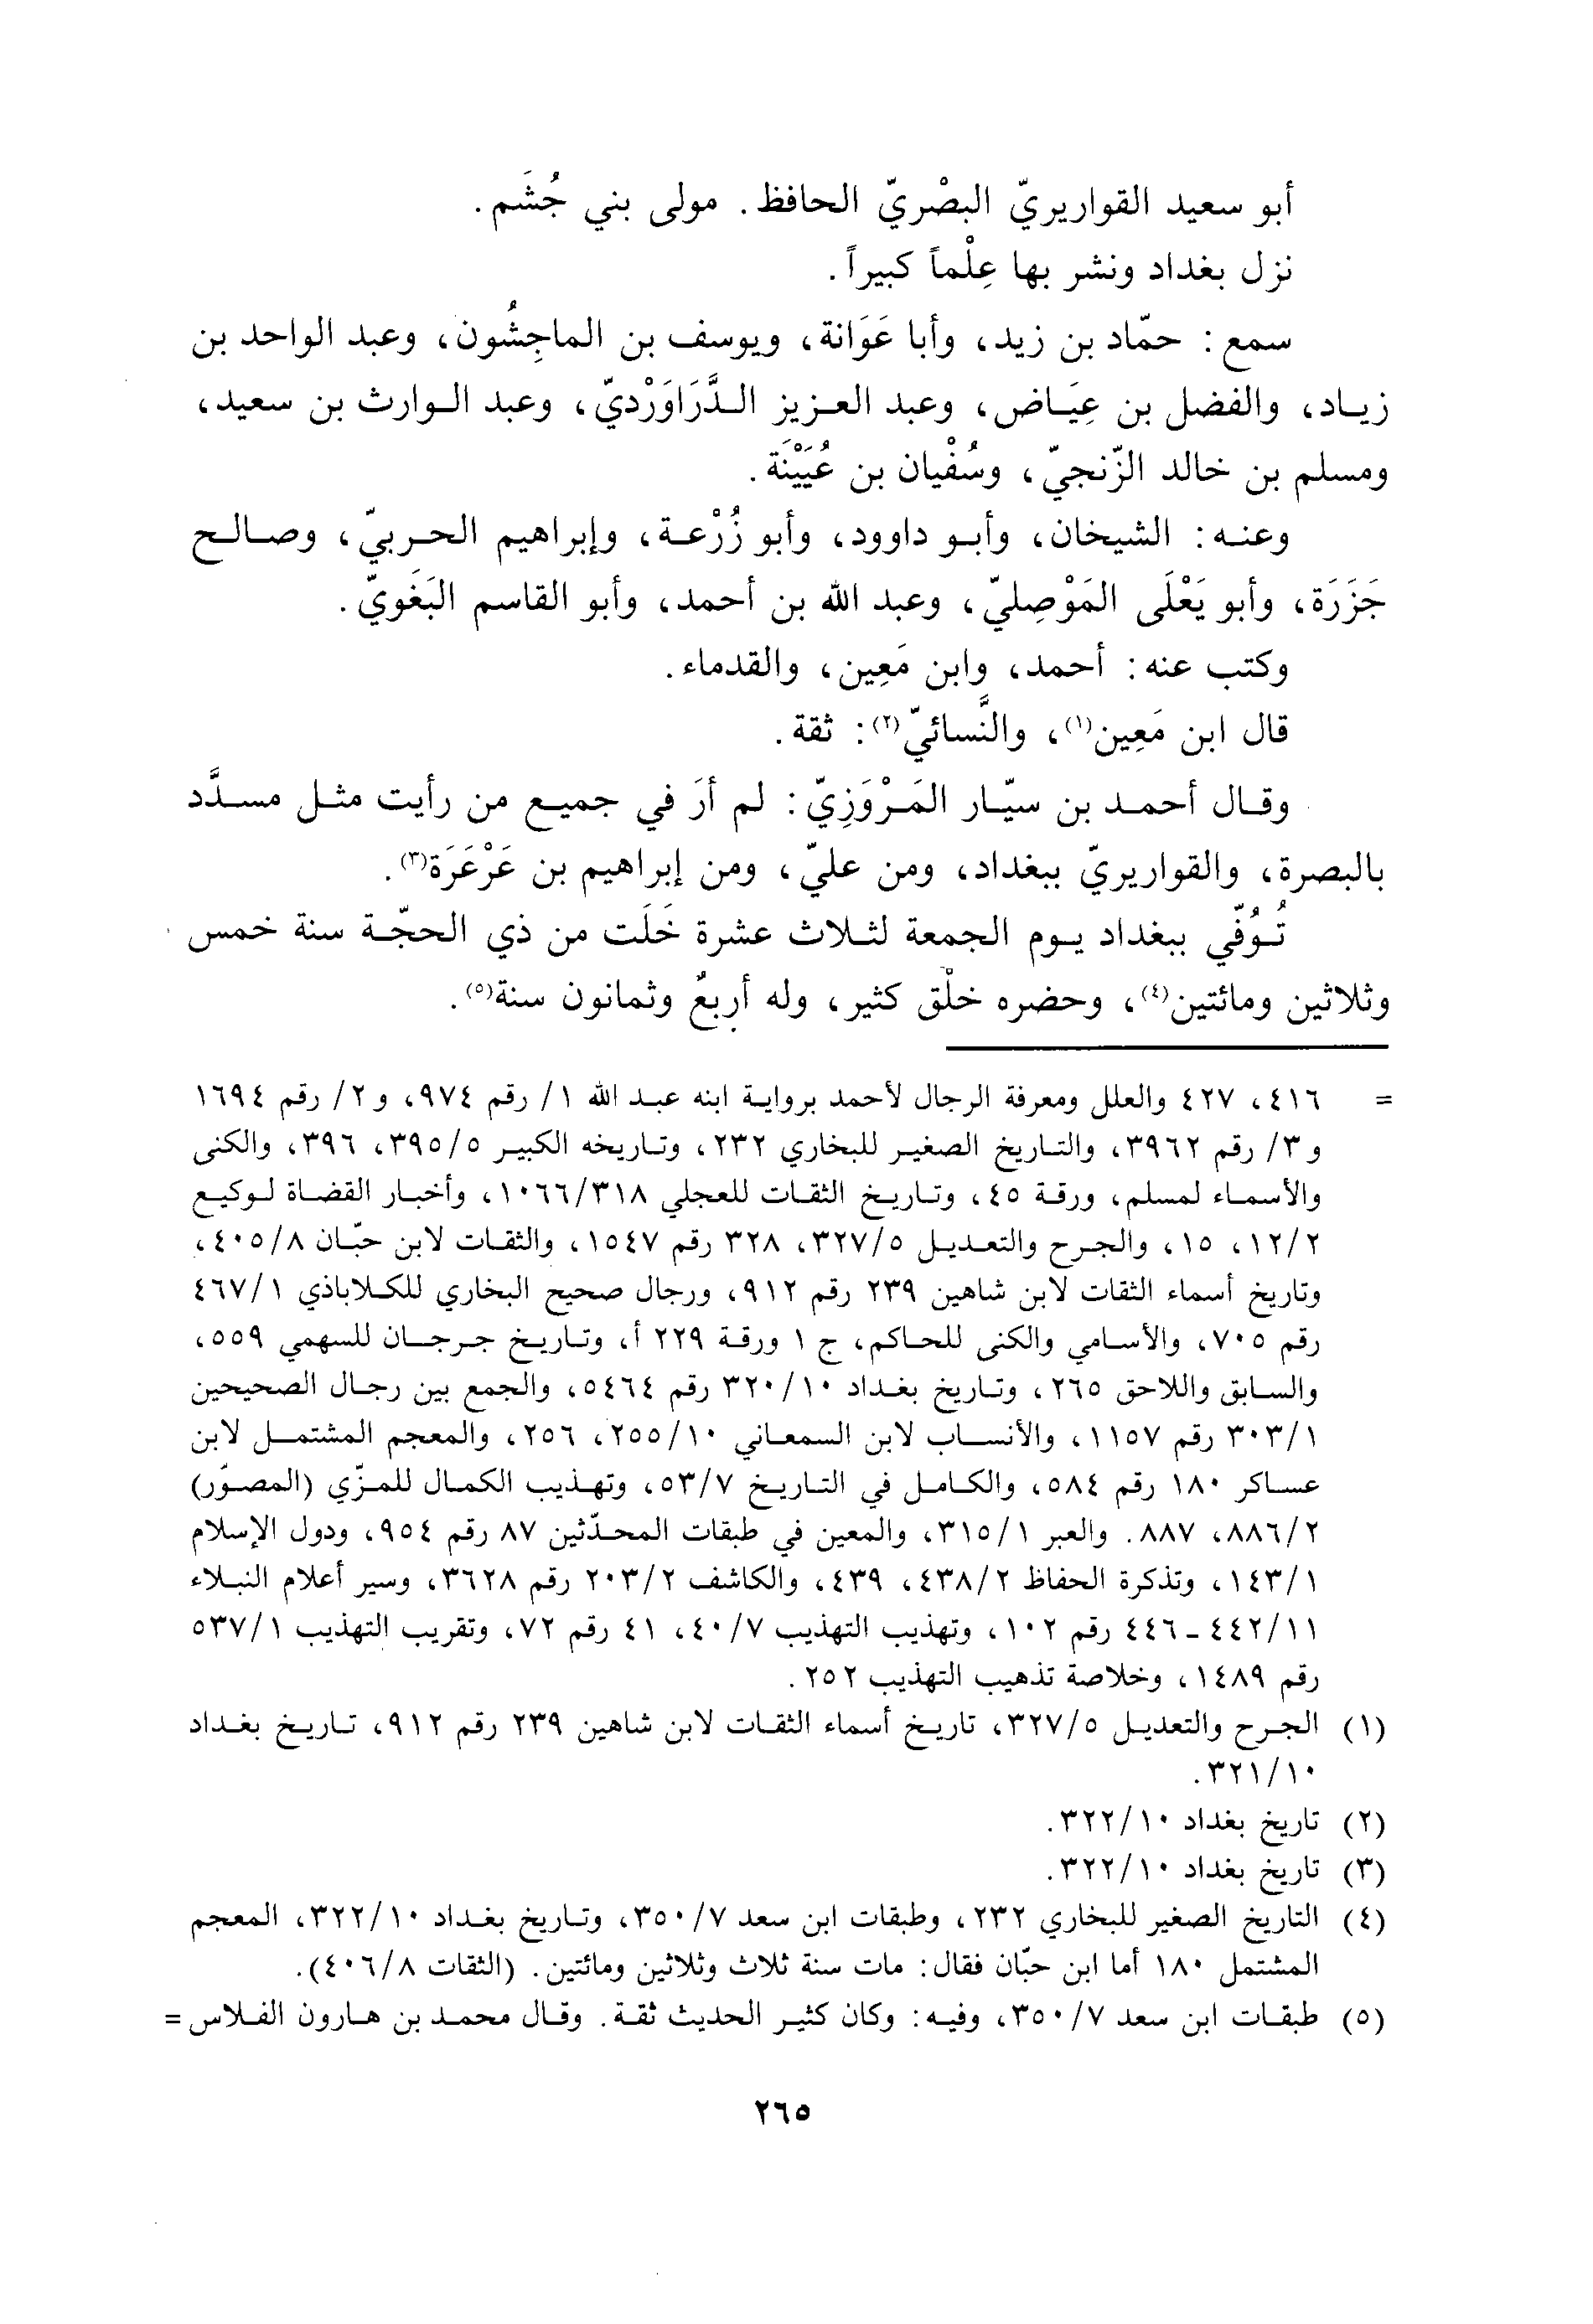 أبو سعيد القواريريّ البصْريّ الحافظ. مولى بني جُشَم.
نزل بغداد ونشر بها عِلْماً كبيراً.
سمع: حمّاد بن زيد، وأبا عَوَانة، ويوسف بن الماجِشُون، وعبد الواحد بن
زياد، والفضل بن عِيَاض، وعبد العزيز الدَّرَاوَرْديّ، وعبد الوارث بن سعيد،
ومسلم بن خالد الزّنجيّ، وسُفْيان بن عُيَيْنَة.
وعنه: الشيخان، وأبو داوود، وأبو زُرْعة، وإبراهيم الحربيّ، وصالح
جَزَرَة، وأبو يَعْلَى المَوْصِليّ، وعبد الله بن أحمد، وأبو القاسم البَغَويّ.
وكتب عنه: أحمد، وابن مَعِين، والقدماء.
قال ابن مَعِين(١)، والنَّسائيّ(٢): ثقة.
وقال أحمد بن سيّار المَرْوَزِيّ: لم أرَ في جميع من رأيت مثل مسدَّد
بالبصرة، والقواريريّ ببغداد، ومن عليّ، ومن إبراهيم بن عَرْعَرَة(٣).
تُوُفّي ببغداد يوم الجمعة لثلاث عشرة خَلَت من ذي الحجّة سنة خمس
وثلاثين ومائتين(٤)، وحضره خلْق كثير، وله أربعٌ وثمانون سنة(٥).
= ٤١٦، ٤٢٧ والعلل ومعرفة الرجال لأحمد برواية ابنه عبد الله ١/ رقم ٩٧٤، و٢/ رقم ١٦٩٤
و٣/ رقم ٣٩٦٢، والتاريخ الصغير للبخاري ٢٣٢، وتاريخه الكبير ٣٩٥/٥، ٣٩٦، والكنى
والأسماء لمسلم، ورقة ٤٥، وتاريخ الثقات للعجلي ١٠٦٦/٣١٨، وأخبار القضاة لوكيع
١٢/٢، ١٥، والجرح والتعديل ٣٢٧/٥، ٣٢٨ رقم ١٥٤٧، والثقات لابن حبّان ٤٠٥/٨،
وتاريخ أسماء الثقات لابن شاهين ٢٣٩ رقم ٩١٢، ورجال صحيح البخاري للكلاباذي ٤٦٧/١
رقم ٧٠٥، والأسامي والكنى للحاكم، ج ١ ورقة ٢٢٩ أ، وتاريخ جرجان للسهمي ٥٥٩،
والسابق واللاحق ٢٦٥، وتاريخ بغداد ٣٢٠/١٠ رقم ٥٤٦٤، والجمع بين رجال الصحيحين
٣٠٣/١ رقم ١١٥٧، والأنساب لابن السمعاني ٢٥٥/١٠، ٢٥٦، والمعجم المشتمل لابن
عساكر ١٨٠ رقم ٥٨٤، والكامل في التاريخ ٥٣/٧، وتهذيب الكمال للمزّي (المصوّر)
٨٨٦/٢، ٨٨٧. والعبر ٣١٥/١، والمعين في طبقات المحدّثين ٨٧ رقم ٩٥٤، ودول الإسلام
١٤٣/١، وتذكرة الحفاظ ٤٣٨/٢، ٤٣٩، والكاشف ٢٠٣/٢ رقم ٣٦٢٨، وسير أعلام النبلاء
٤٤٢/١١ - ٤٤٦ رقم ١٠٢، وتهذيب التهذيب ٤٠/٧، ٤١ رقم ٧٢، وتقريب التهذيب ٥٣٧/١
رقم ١٤٨٩، وخلاصة تذهيب التهذيب ٢٥٢.
(١) الجرح والتعديل ٣٢٧/٥، تاريخ أسماء الثقات لابن شاهين ٢٣٩ رقم ٩١٢، تاريخ بغداد
٣٢١/١٠.
(٢) تاريخ بغداد ٣٢٢/١٠.
(٣) تاريخ بغداد ٣٢٢/١٠.
(٤) التاريخ الصغير للبخاري ٢٣٢، وطبقات ابن سعد ٣٥٠/٧، وتاريخ بغداد ٣٢٢/١٠، المعجم
المشتمل ١٨٠ أما ابن حبّان فقال: مات سنة ثلاث وثلاثين ومائتين. (الثقات ٤٠٦/٨).
(٥) طبقات ابن سعد ٣٥٠/٧، وفيه: وكان كثير الحديث ثقة. وقال محمد بن هارون الفلاس =
٢٦٥